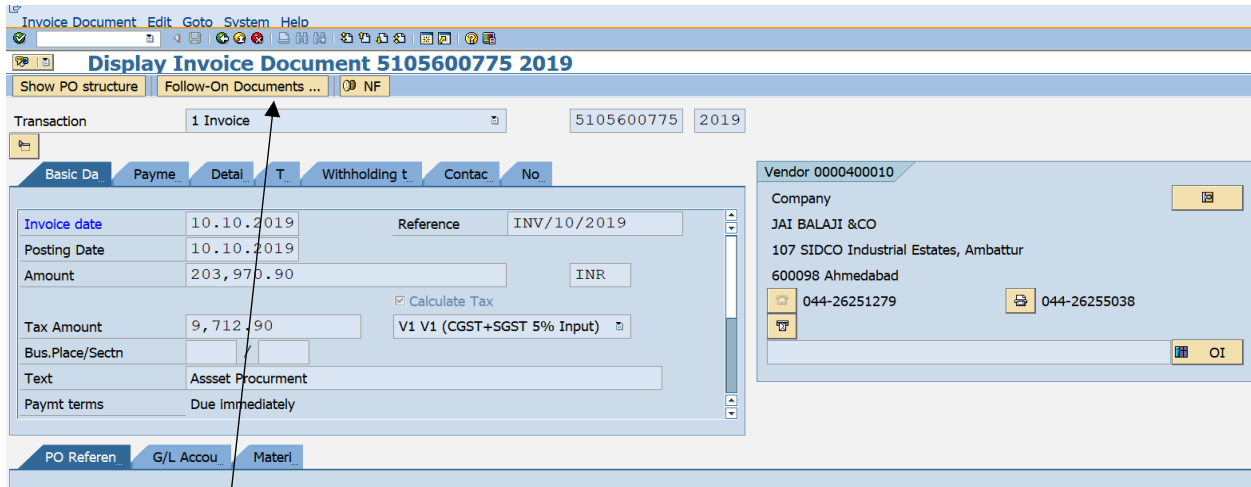 Invoice Document Edit Goto System Help
Display Invoice Document 5105600775 2019
Show PO structure Follow-On Documents ... NF
Transaction 1 Invoice 5105600775 2019
Basic Da.. Payme.. Detai.. T.. Withholding t.. Contac.. No..
Invoice date 10.10.2019 Reference INV/10/2019
Posting Date 10.10.2019
Amount 203,970.90 INR
Calculate Tax
Tax Amount 9,712.90 V1 V1 (CGST+SGST 5% Input)
Bus.Place/Sectn /
Text Assset Procurment
Paymt terms Due immediately
Vendor 0000400010
Company
JAI BALAJI &CO
107 SIDCO Industrial Estates, Ambattur
600098 Ahmedabad
044-26251279 044-26255038
OI
PO Referen.. G/L Accou.. Materi..